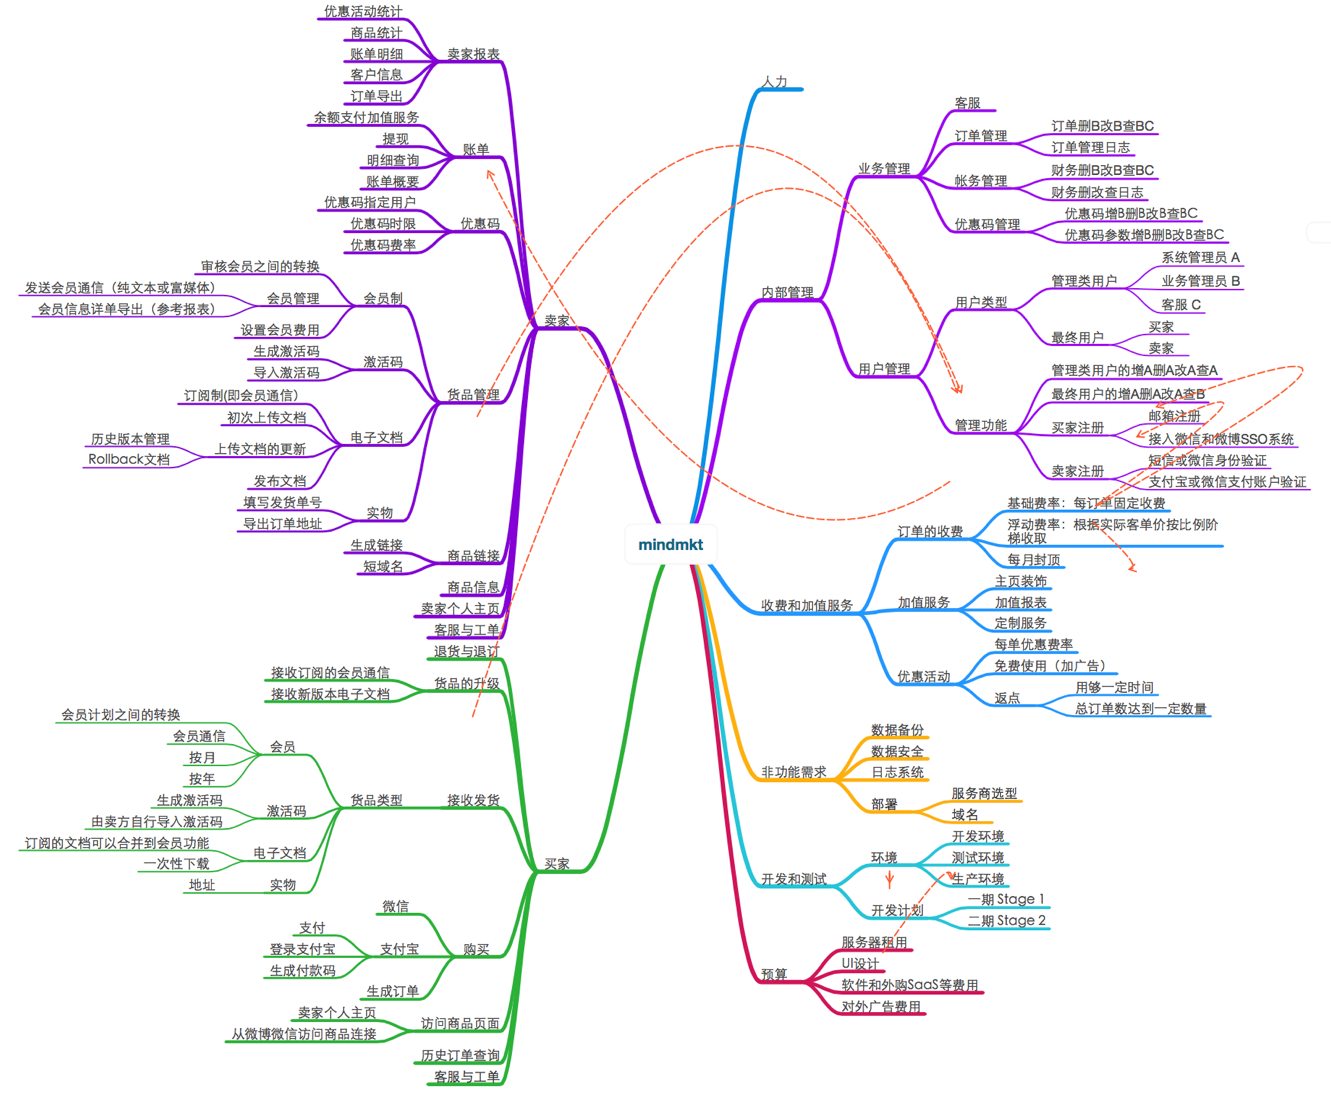 mindmkt
人力
内部管理
业务管理
客服
订单管理
订单删B改B查BC
订单管理日志
帐务管理
财务删B改B查BC
财务删改查日志
优惠码管理
优惠码增B删B改B查BC
优惠码参数增B删B改B查BC
用户管理
用户类型
管理类用户
系统管理员 A
业务管理员 B
客服 C
最终用户
买家
卖家
管理功能
管理类用户的增A删A改A查A
最终用户的增A删A改A查B
买家注册
邮箱注册
接入微信和微博SSO系统
卖家注册
短信或微信身份验证
支付宝或微信支付账户验证
收费和加值服务
订单的收费
基础费率：每订单固定收费
浮动费率：根据实际客单价按比例阶
梯收取
每月封顶
加值服务
主页装饰
加值报表
定制服务
优惠活动
每单优惠费率
免费使用（加广告）
返点
用够一定时间
总订单数达到一定数量
非功能需求
数据备份
数据安全
日志系统
部署
服务商选型
域名
开发和测试
环境
开发环境
测试环境
生产环境
开发计划
一期 Stage 1
二期 Stage 2
预算
服务器租用
UI设计
软件和外购SaaS等费用
对外广告费用
卖家
卖家报表
优惠活动统计
商品统计
账单明细
客户信息
订单导出
账单
余额支付加值服务
提现
明细查询
账单概要
优惠码
优惠码指定用户
优惠码时限
优惠码费率
货品管理
会员制
审核会员之间的转换
会员管理
发送会员通信（纯文本或富媒体）
会员信息详单导出（参考报表）
设置会员费用
激活码
生成激活码
导入激活码
电子文档
订阅制(即会员通信)
初次上传文档
上传文档的更新
历史版本管理
Rollback文档
发布文档
实物
填写发货单号
导出订单地址
商品链接
生成链接
短域名
商品信息
卖家个人主页
客服与工单
买家
退货与退订
货品的升级
接收订阅的会员通信
接收新版本电子文档
接收发货
货品类型
会员
会员计划之间的转换
会员通信
按月
按年
激活码
生成激活码
由卖方自行导入激活码
电子文档
订阅的文档可以合并到会员功能
一次性下载
实物
地址
购买
微信
支付宝
支付
登录支付宝
生成付款码
生成订单
访问商品页面
卖家个人主页
从微博微信访问商品连接
历史订单查询
客服与工单